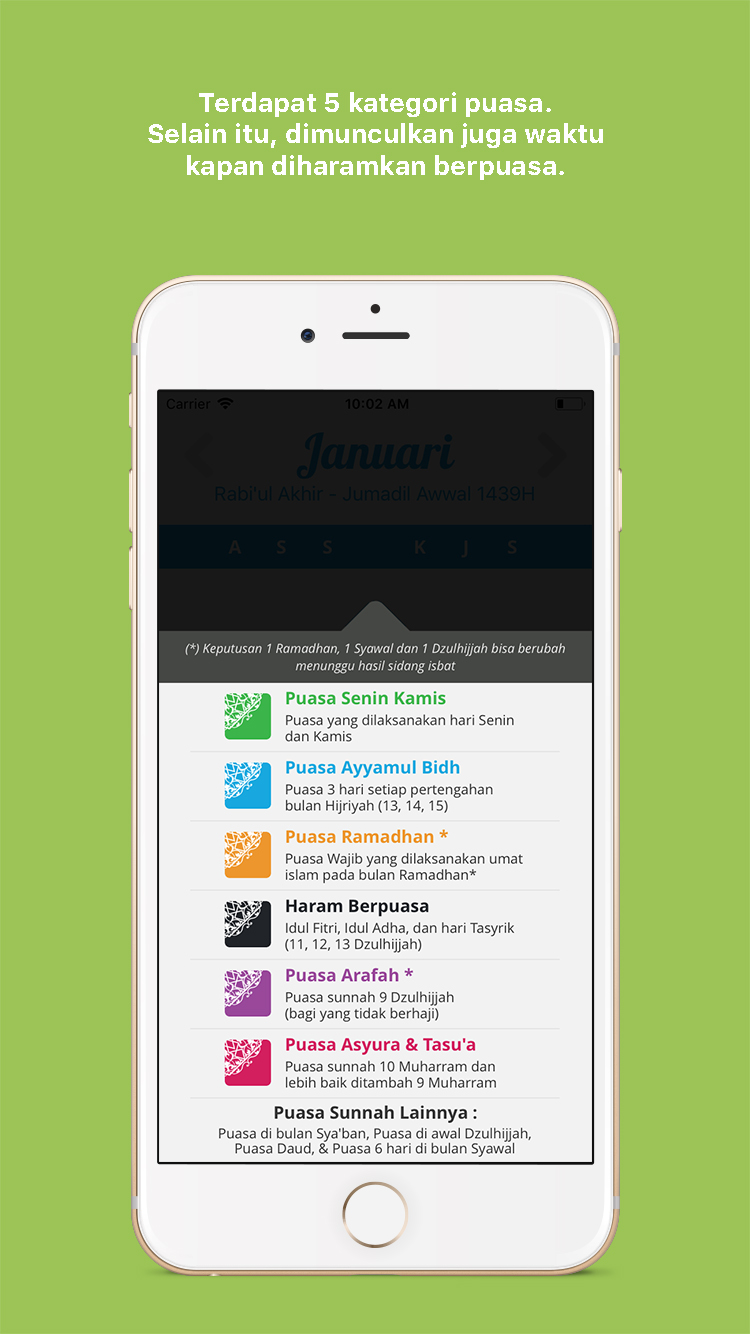 Terdapat 5 kategori puasa.
Selain itu, dimunculkan juga waktu
kapan diharamkan berpuasa.
Carrier 10:02 AM
Januari
Rabi'ul Akhir - Jumadil Awwal 1439H
A S S K J S
(*) Keputusan 1 Ramadhan, 1 Syawal dan 1 Dzulhijjah bisa berubah
menunggu hasil sidang isbat
Puasa Senin Kamis
Puasa yang dilaksanakan hari Senin
dan Kamis
Puasa Ayyamul Bidh
Puasa 3 hari setiap pertengahan
bulan Hijriyah (13, 14, 15)
Puasa Ramadhan *
Puasa Wajib yang dilaksanakan umat
islam pada bulan Ramadhan*
Haram Berpuasa
Idul Fitri, Idul Adha, dan hari Tasyrik
(11, 12, 13 Dzulhijjah)
Puasa Arafah *
Puasa sunnah 9 Dzulhijjah
(bagi yang tidak berhaji)
Puasa Asyura & Tasu'a
Puasa sunnah 10 Muharram dan
lebih baik ditambah 9 Muharram
Puasa Sunnah Lainnya :
Puasa di bulan Sya'ban, Puasa di awal Dzulhijjah,
Puasa Daud, & Puasa 6 hari di bulan Syawal